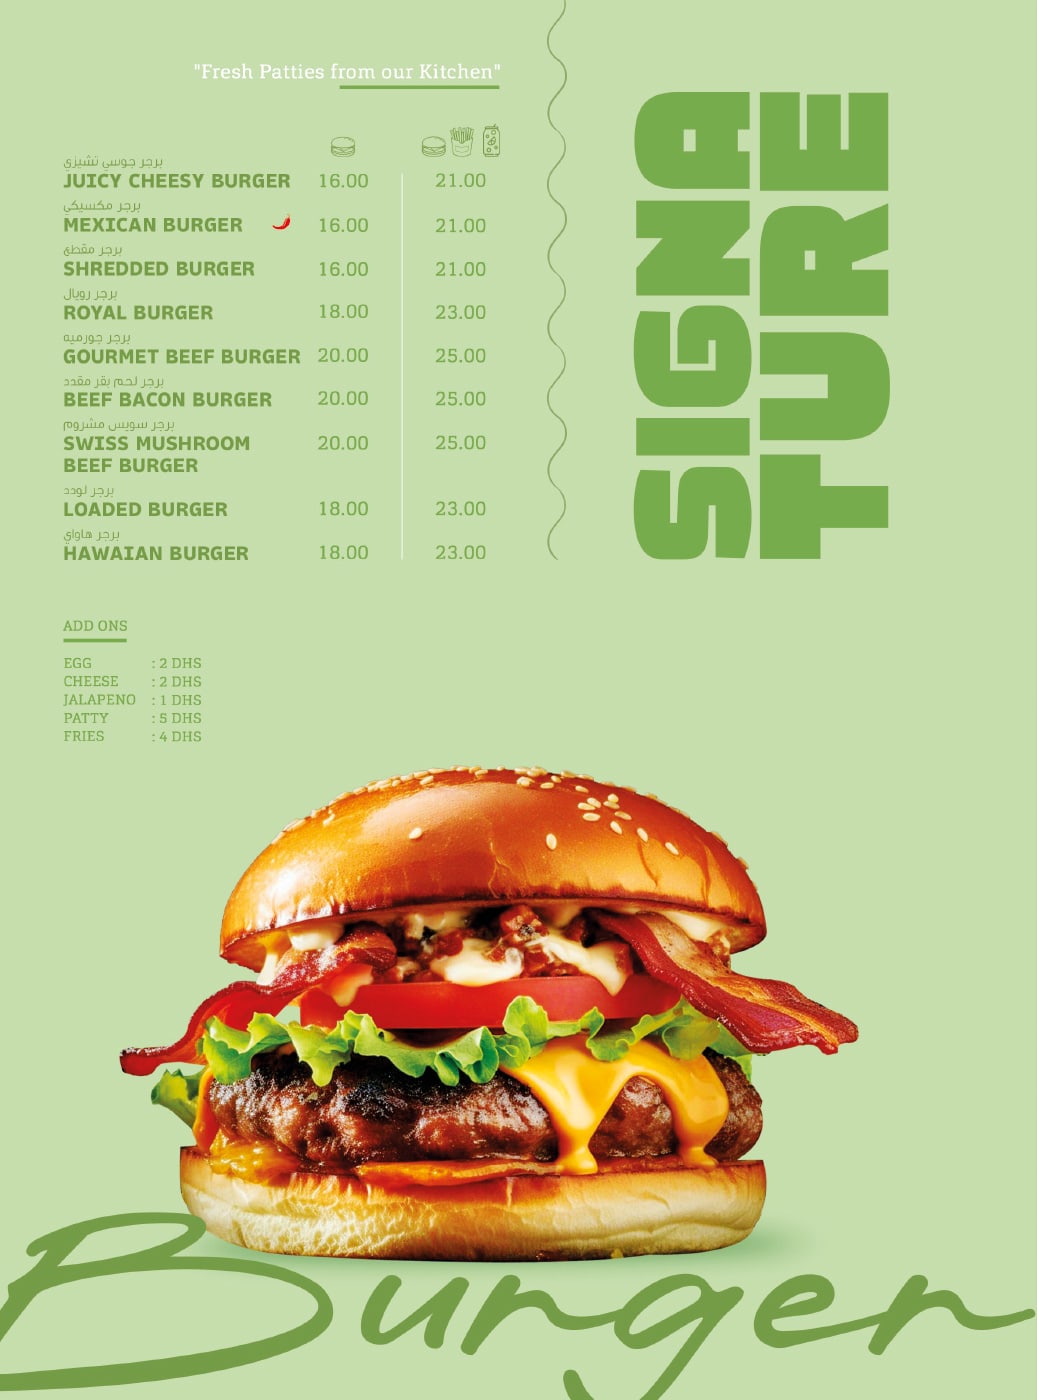 "Fresh Patties from our Kitchen"
برجر جوسي تشيزي
JUICY CHEESY BURGER 16.00 21.00
برجر مكسيكي
MEXICAN BURGER 16.00 21.00
برجر مقطع
SHREDDED BURGER 16.00 21.00
برجر رويال
ROYAL BURGER 18.00 23.00
برجر جورميه
GOURMET BEEF BURGER 20.00 25.00
برجر لحم بقر مقدد
BEEF BACON BURGER 20.00 25.00
برجر سويس مشروم
SWISS MUSHROOM 20.00 25.00
BEEF BURGER
برجر لودد
LOADED BURGER 18.00 23.00
برجر هاواي
HAWAIAN BURGER 18.00 23.00
SIGNA
TURE
ADD ONS
EGG : 2 DHS
CHEESE : 2 DHS
JALAPENO : 1 DHS
PATTY : 5 DHS
FRIES : 4 DHS
Burger